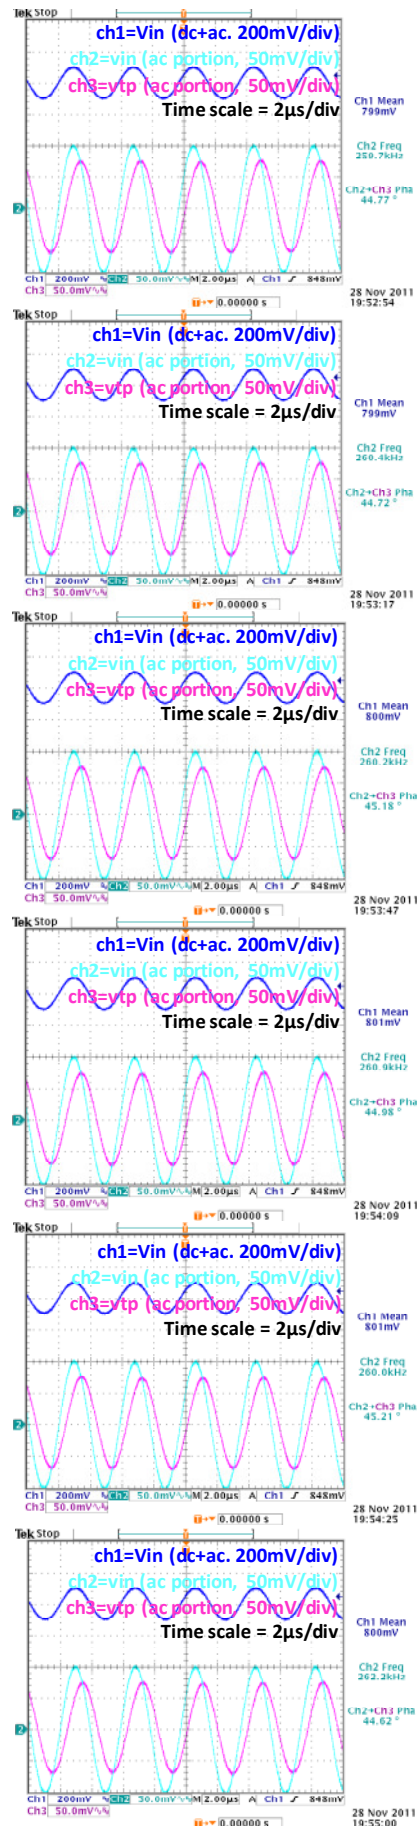 Tek Stop
ch1=Vin (dc+ac. 200mV/div)
ch2=vin (ac portion, 50mV/div)
ch3=vtp (ac portion, 50mV/div)
Time scale = 2µs/div
Ch1 Mean
799mV
Ch2 Freq
Ch2→Ch3 Pha
44.77 °
2
Ch1 200mV Ch2 50.0mV M 2.00µs A Ch1 848mV
Ch3 50.0mV
0.00000 s
28 Nov 2011
19:52:54
Tek Stop
ch1=Vin (dc+ac. 200mV/div)
ch2=vin (ac portion, 50mV/div)
ch3=vtp (ac portion, 50mV/div)
Time scale = 2µs/div
Ch1 Mean
799mV
Ch2 Freq
260.4kHz
Ch2→Ch3 Pha
44.72 °
2
Ch1 200mV Ch2 50.0mV M 2.00µs A Ch1 848mV
Ch3 50.0mV
0.00000 s
28 Nov 2011
19:53:17
Tek Stop
ch1=Vin (dc+ac. 200mV/div)
ch2=vin (ac portion, 50mV/div)
ch3=vtp (ac portion, 50mV/div)
Time scale = 2µs/div
Ch1 Mean
800mV
Ch2 Freq
260.2kHz
Ch2→Ch3 Pha
45.18 °
2
Ch1 200mV Ch2 50.0mV M 2.00µs A Ch1 848mV
Ch3 50.0mV
0.00000 s
28 Nov 2011
19:53:47
Tek Stop
ch1=Vin (dc+ac. 200mV/div)
ch2=vin (ac portion, 50mV/div)
ch3=vtp (ac portion, 50mV/div)
Time scale = 2µs/div
Ch1 Mean
801mV
Ch2 Freq
260.9kHz
Ch2→Ch3 Pha
44.98 °
2
Ch1 200mV Ch2 50.0mV M 2.00µs A Ch1 848mV
Ch3 50.0mV
0.00000 s
28 Nov 2011
19:54:09
Tek Stop
ch1=Vin (dc+ac. 200mV/div)
ch2=vin (ac portion, 50mV/div)
ch3=vtp (ac portion, 50mV/div)
Time scale = 2µs/div
Ch1 Mean
801mV
Ch2 Freq
260.0kHz
Ch2→Ch3 Pha
45.21 °
2
Ch1 200mV Ch2 50.0mV M 2.00µs A Ch1 848mV
Ch3 50.0mV
0.00000 s
28 Nov 2011
19:54:25
Tek Stop
ch1=Vin (dc+ac. 200mV/div)
ch2=vin (ac portion, 50mV/div)
ch3=vtp (ac portion, 50mV/div)
Time scale = 2µs/div
Ch1 Mean
800mV
Ch2 Freq
262.2kHz
Ch2→Ch3 Pha
44.62 °
2
Ch1 200mV Ch2 50.0mV M 2.00µs A Ch1 848mV
Ch3 50.0mV
0.00000 s
28 Nov 2011
19:55:00